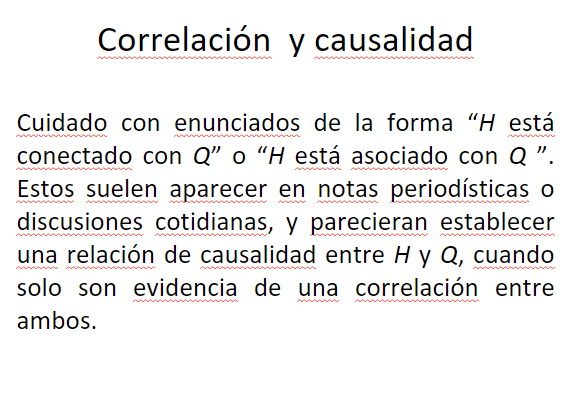 Correlación y causalidad
Cuidado con enunciados de la forma “H está
conectado con Q” o “H está asociado con Q ”.
Estos suelen aparecer en notas periodísticas o
discusiones cotidianas, y parecieran establecer
una relación de causalidad entre H y Q, cuando
solo son evidencia de una correlación entre
ambos.